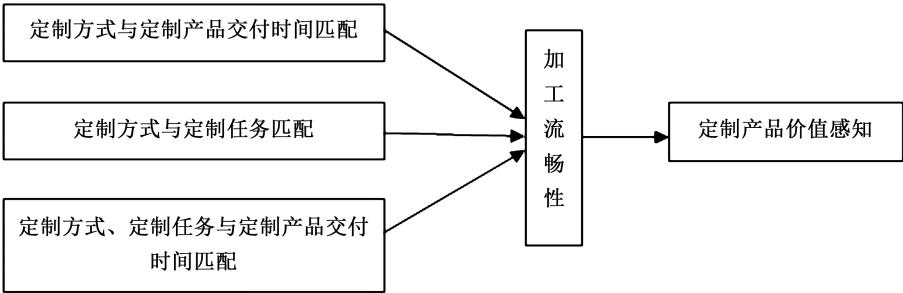 定制方式与定制产品交付时间匹配
定制方式与定制任务匹配
定制方式、定制任务与定制产品交付
时间匹配
加
工
流
畅
性
定制产品价值感知